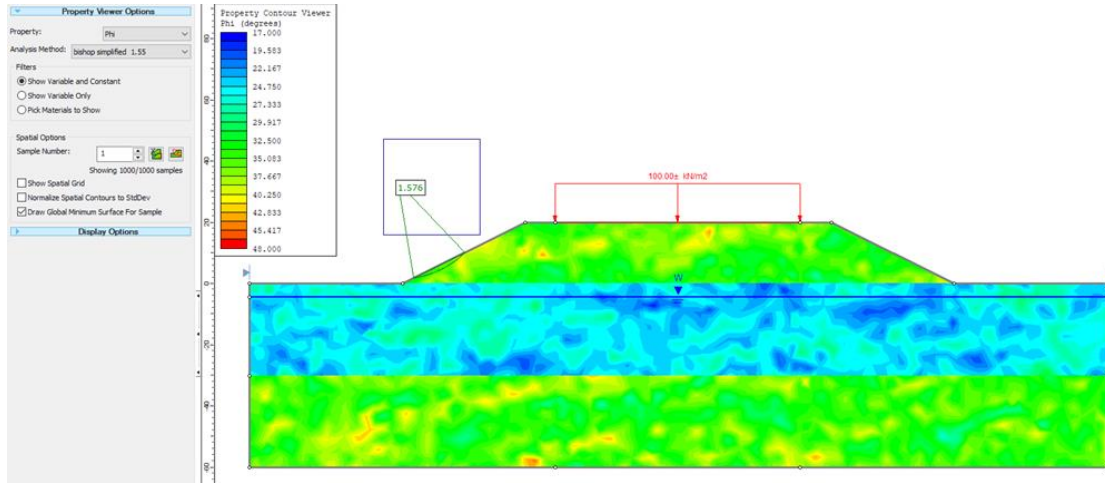 Property Viewer Options
Property: Phi
Analysis Method: bishop simplified 1.55
Filters
Show Variable and Constant
Show Variable Only
Pick Materials to Show
Spatial Options
Sample Number: 1
Showing 1000/1000 samples
Show Spatial Grid
Normalize Spatial Contours to StdDev
Draw Global Minimum Surface For Sample
Display Options
Property Contour Viewer
Phi (degrees)
17.000
19.583
22.167
24.750
27.333
29.917
32.500
35.083
37.667
40.250
42.833
45.417
48.000
80
60
40
20
0
-20
-40
-60
1.576
100.00± kN/m2
W